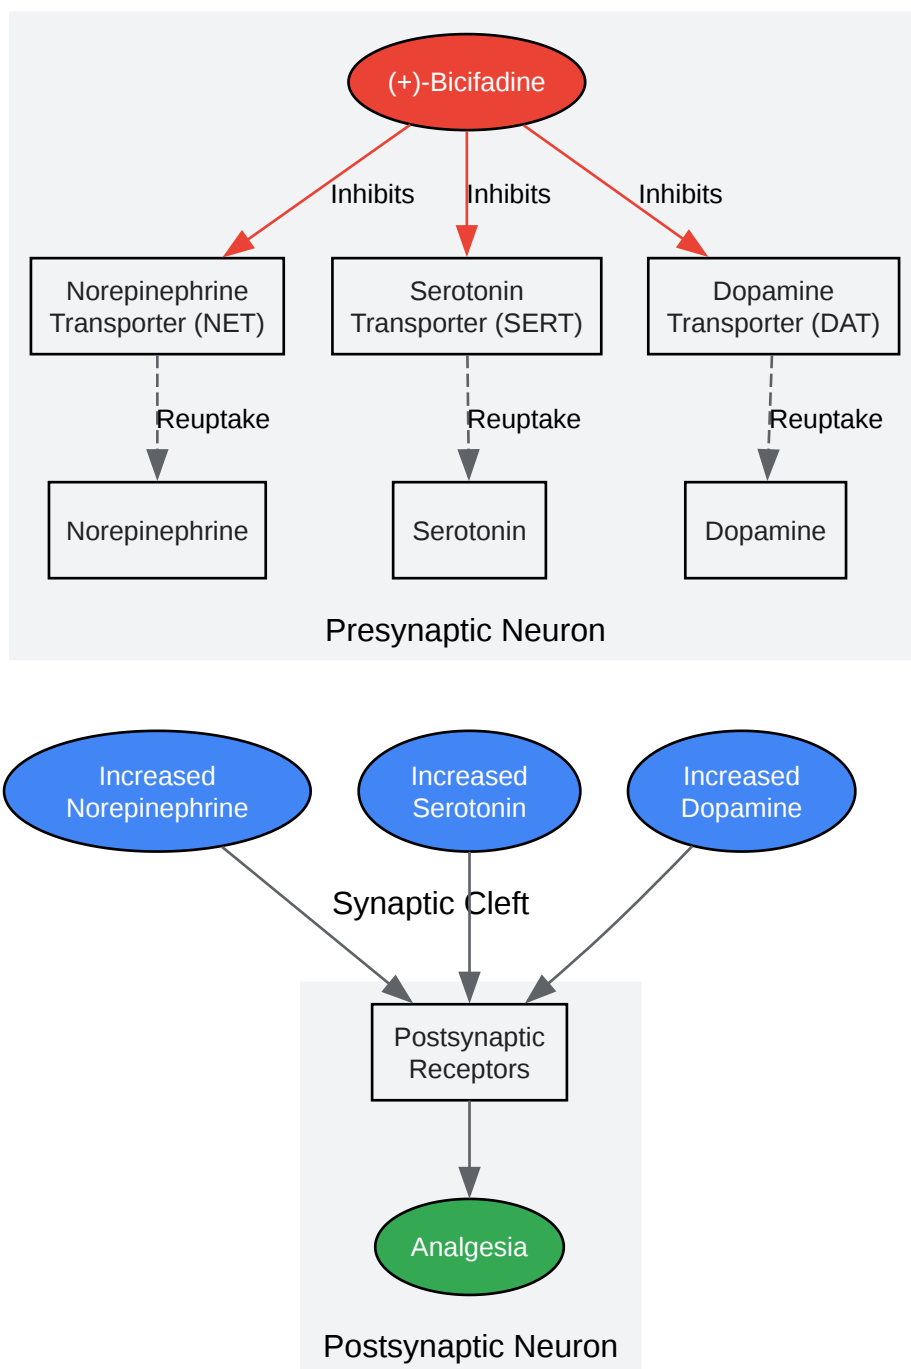 (+)-Bicifadine
Inhibits
Inhibits
Inhibits
Norepinephrine
Transporter (NET)
Serotonin
Transporter (SERT)
Dopamine
Transporter (DAT)
Reuptake
Reuptake
Reuptake
Norepinephrine
Serotonin
Dopamine
Presynaptic Neuron
Increased
Norepinephrine
Increased
Serotonin
Increased
Dopamine
Synaptic Cleft
Postsynaptic
Receptors
Analgesia
Postsynaptic Neuron